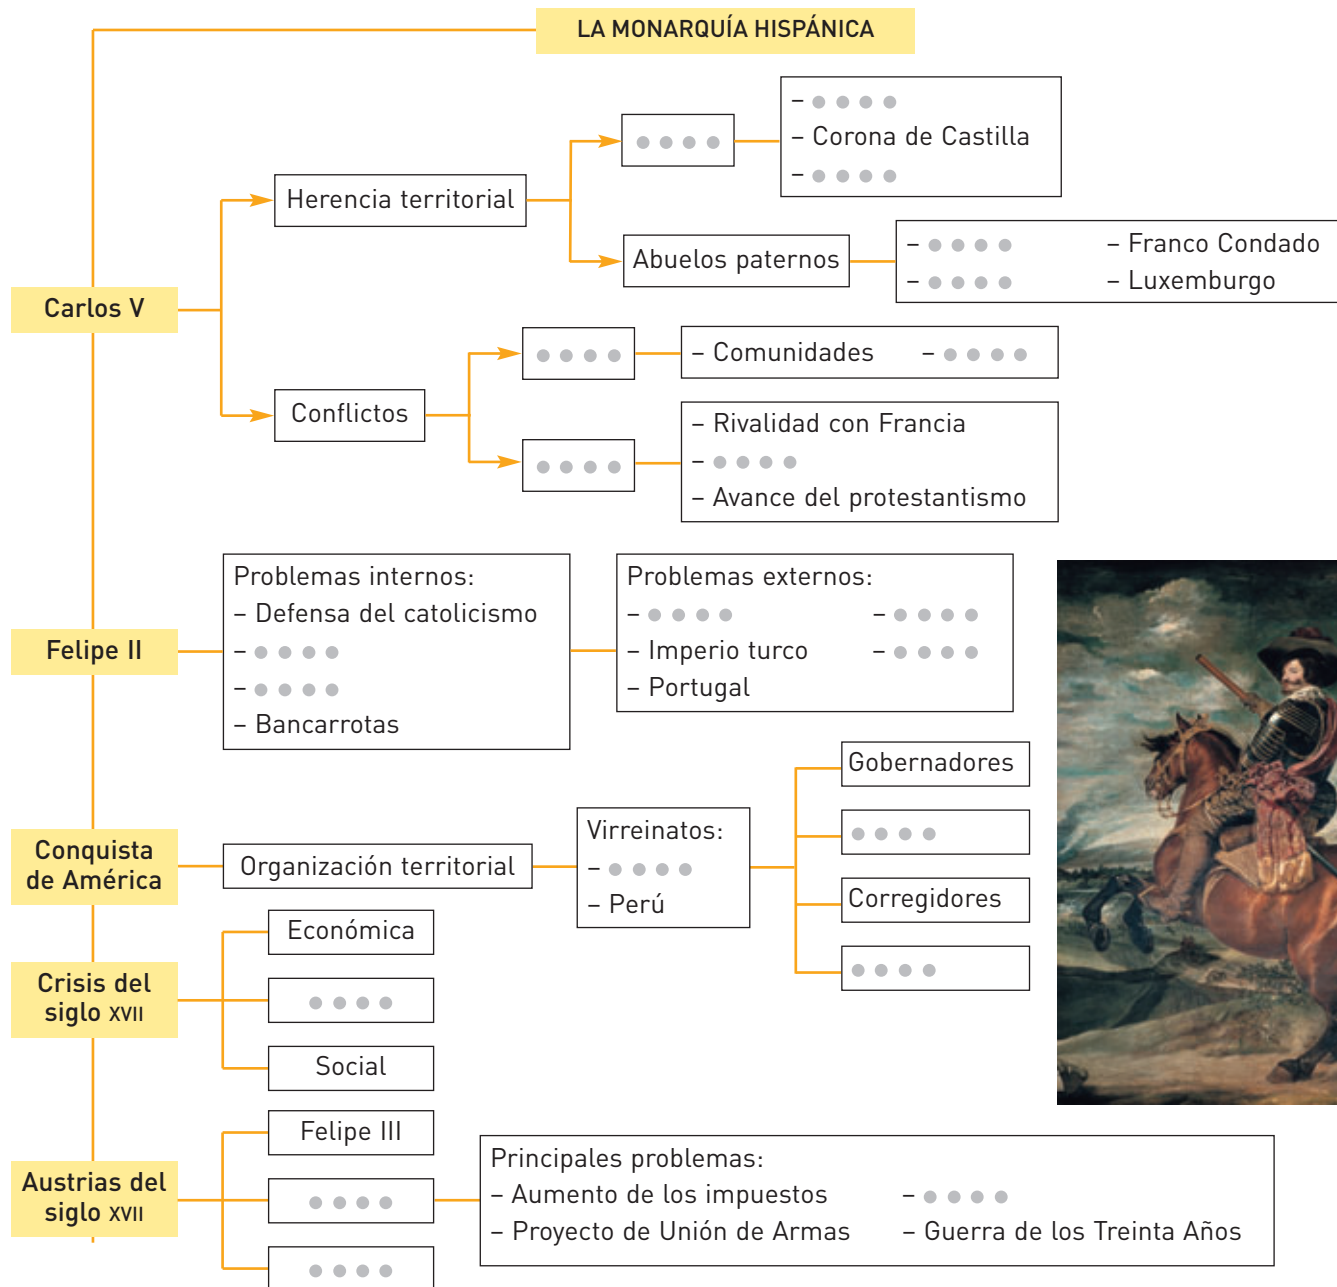 LA MONARQUÍA HISPÁNICA
Carlos V
Herencia territorial
–
– Corona de Castilla
–
Abuelos paternos
– – Franco Condado
– – Luxemburgo
Conflictos
– Comunidades –
– Rivalidad con Francia
–
– Avance del protestantismo
Felipe II
Problemas internos:
– Defensa del catolicismo
–
–
– Bancarrotas
Problemas externos:
– –
– Imperio turco –
– Portugal
Conquista
de América
Organización territorial
Virreinatos:
–
– Perú
Gobernadores
Corregidores
Crisis del
siglo XVII
Económica
Social
Austrias del
siglo XVII
Felipe III
Principales problemas:
– Aumento de los impuestos –
– Proyecto de Unión de Armas – Guerra de los Treinta Años